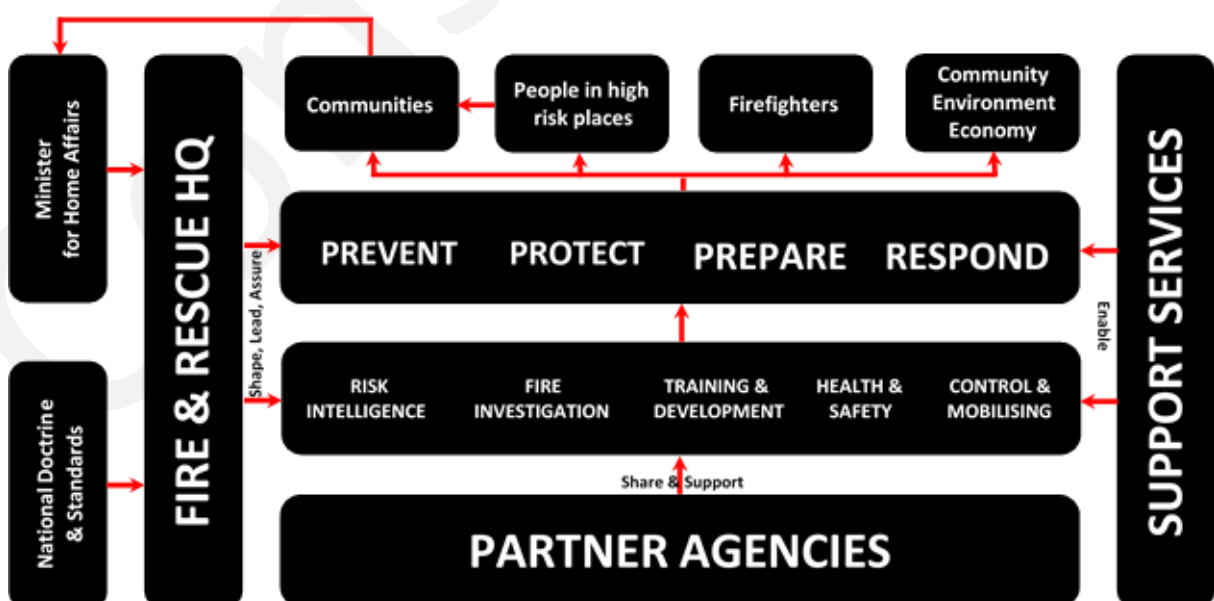 Minister
for Home Affairs
National Doctrine
& Standards
FIRE & RESCUE HQ
Communities
People in high
risk places
Firefighters
Community
Environment
Economy
Shape, Lead, Assure
PREVENT PROTECT PREPARE RESPOND
RISK
INTELLIGENCE
FIRE
INVESTIGATION
TRAINING &
DEVELOPMENT
HEALTH &
SAFETY
CONTROL &
MOBILISING
Share & Support
PARTNER AGENCIES
Enable
SUPPORT SERVICES